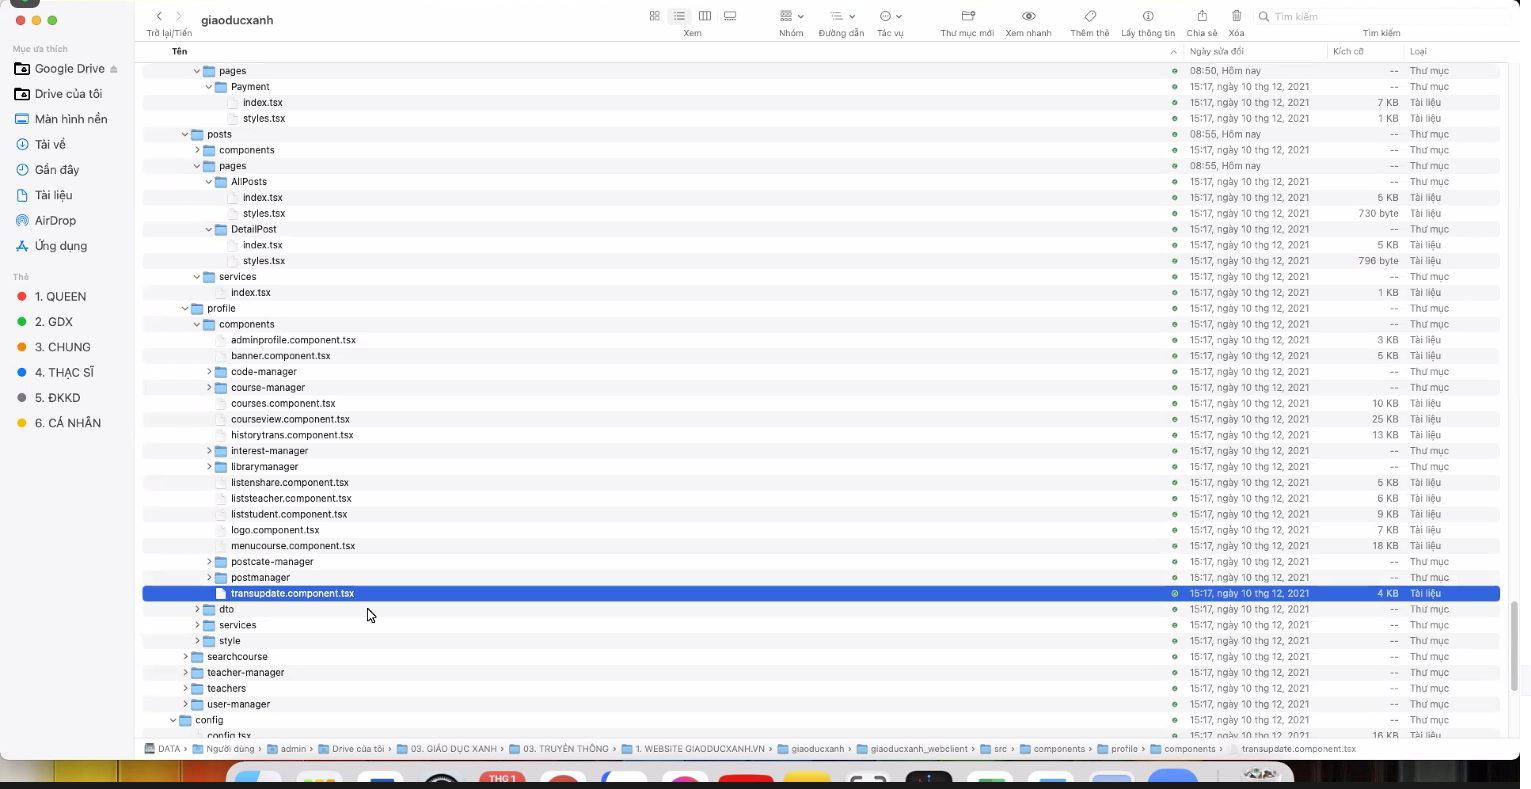 giaoducxanh
Trở lại/Tiến
Xem
Nhóm
Đường dẫn
Tác vụ
Thư mục mới
Xem nhanh
Thêm thẻ
Lấy thông tin
Chia sẻ
Xóa
Tìm kiếm
Tìm kiếm
Mục ưa thích
Google Drive
Drive của tôi
Màn hình nền
Tải về
Gần đây
Tài liệu
AirDrop
Ứng dụng
Thẻ
1. QUEEN
2. GDX
3. CHUNG
4. THẠC SĨ
5. ĐKKD
6. CÁ NHÂN
Tên Ngày sửa đổi Kích cỡ Loại
pages 08:50, Hôm nay -- Thư mục
Payment 15:17, ngày 10 thg 12, 2021 -- Thư mục
index.tsx 15:17, ngày 10 thg 12, 2021 7 KB Tài liệu
styles.tsx 15:17, ngày 10 thg 12, 2021 1 KB Tài liệu
posts 08:55, Hôm nay -- Thư mục
components 15:17, ngày 10 thg 12, 2021 -- Thư mục
pages 08:55, Hôm nay -- Thư mục
AllPosts 15:17, ngày 10 thg 12, 2021 -- Thư mục
index.tsx 15:17, ngày 10 thg 12, 2021 5 KB Tài liệu
styles.tsx 15:17, ngày 10 thg 12, 2021 730 byte Tài liệu
DetailPost 15:17, ngày 10 thg 12, 2021 -- Thư mục
index.tsx 15:17, ngày 10 thg 12, 2021 5 KB Tài liệu
styles.tsx 15:17, ngày 10 thg 12, 2021 796 byte Tài liệu
services 15:17, ngày 10 thg 12, 2021 -- Thư mục
index.tsx 15:17, ngày 10 thg 12, 2021 1 KB Tài liệu
profile 15:17, ngày 10 thg 12, 2021 -- Thư mục
components 15:17, ngày 10 thg 12, 2021 -- Thư mục
adminprofile.component.tsx 15:17, ngày 10 thg 12, 2021 3 KB Tài liệu
banner.component.tsx 15:17, ngày 10 thg 12, 2021 5 KB Tài liệu
code-manager 15:17, ngày 10 thg 12, 2021 -- Thư mục
course-manager 15:17, ngày 10 thg 12, 2021 -- Thư mục
courses.component.tsx 15:17, ngày 10 thg 12, 2021 10 KB Tài liệu
courseview.component.tsx 15:17, ngày 10 thg 12, 2021 25 KB Tài liệu
historytrans.component.tsx 15:17, ngày 10 thg 12, 2021 13 KB Tài liệu
interest-manager 15:17, ngày 10 thg 12, 2021 -- Thư mục
librarymanager 15:17, ngày 10 thg 12, 2021 -- Thư mục
listenshare.component.tsx 15:17, ngày 10 thg 12, 2021 5 KB Tài liệu
liststeacher.component.tsx 15:17, ngày 10 thg 12, 2021 6 KB Tài liệu
liststudent.component.tsx 15:17, ngày 10 thg 12, 2021 9 KB Tài liệu
logo.component.tsx 15:17, ngày 10 thg 12, 2021 7 KB Tài liệu
menucourse.component.tsx 15:17, ngày 10 thg 12, 2021 18 KB Tài liệu
postcate-manager 15:17, ngày 10 thg 12, 2021 -- Thư mục
postmanager 15:17, ngày 10 thg 12, 2021 -- Thư mục
transupdate.component.tsx 15:17, ngày 10 thg 12, 2021 4 KB Tài liệu
dto 15:17, ngày 10 thg 12, 2021 -- Thư mục
services 15:17, ngày 10 thg 12, 2021 -- Thư mục
style 15:17, ngày 10 thg 12, 2021 -- Thư mục
searchcourse 15:17, ngày 10 thg 12, 2021 -- Thư mục
teacher-manager 15:17, ngày 10 thg 12, 2021 -- Thư mục
teachers 15:17, ngày 10 thg 12, 2021 -- Thư mục
user-manager 15:17, ngày 10 thg 12, 2021 -- Thư mục
config 15:17, ngày 10 thg 12, 2021 -- Thư mục
config.tsx 15:17, ngày 10 thg 12, 2021 16 KB Tài liệu
DATA › Người dùng › admin › Drive của tôi › 03. GIÁO DỤC XANH › 03. TRUYỀN THÔNG › 1. WEBSITE GIAODUCXANH.VN › giaoducxanh › giaoducxanh_webclient › src › components › profile › components › transupdate.component.tsx
THG 1